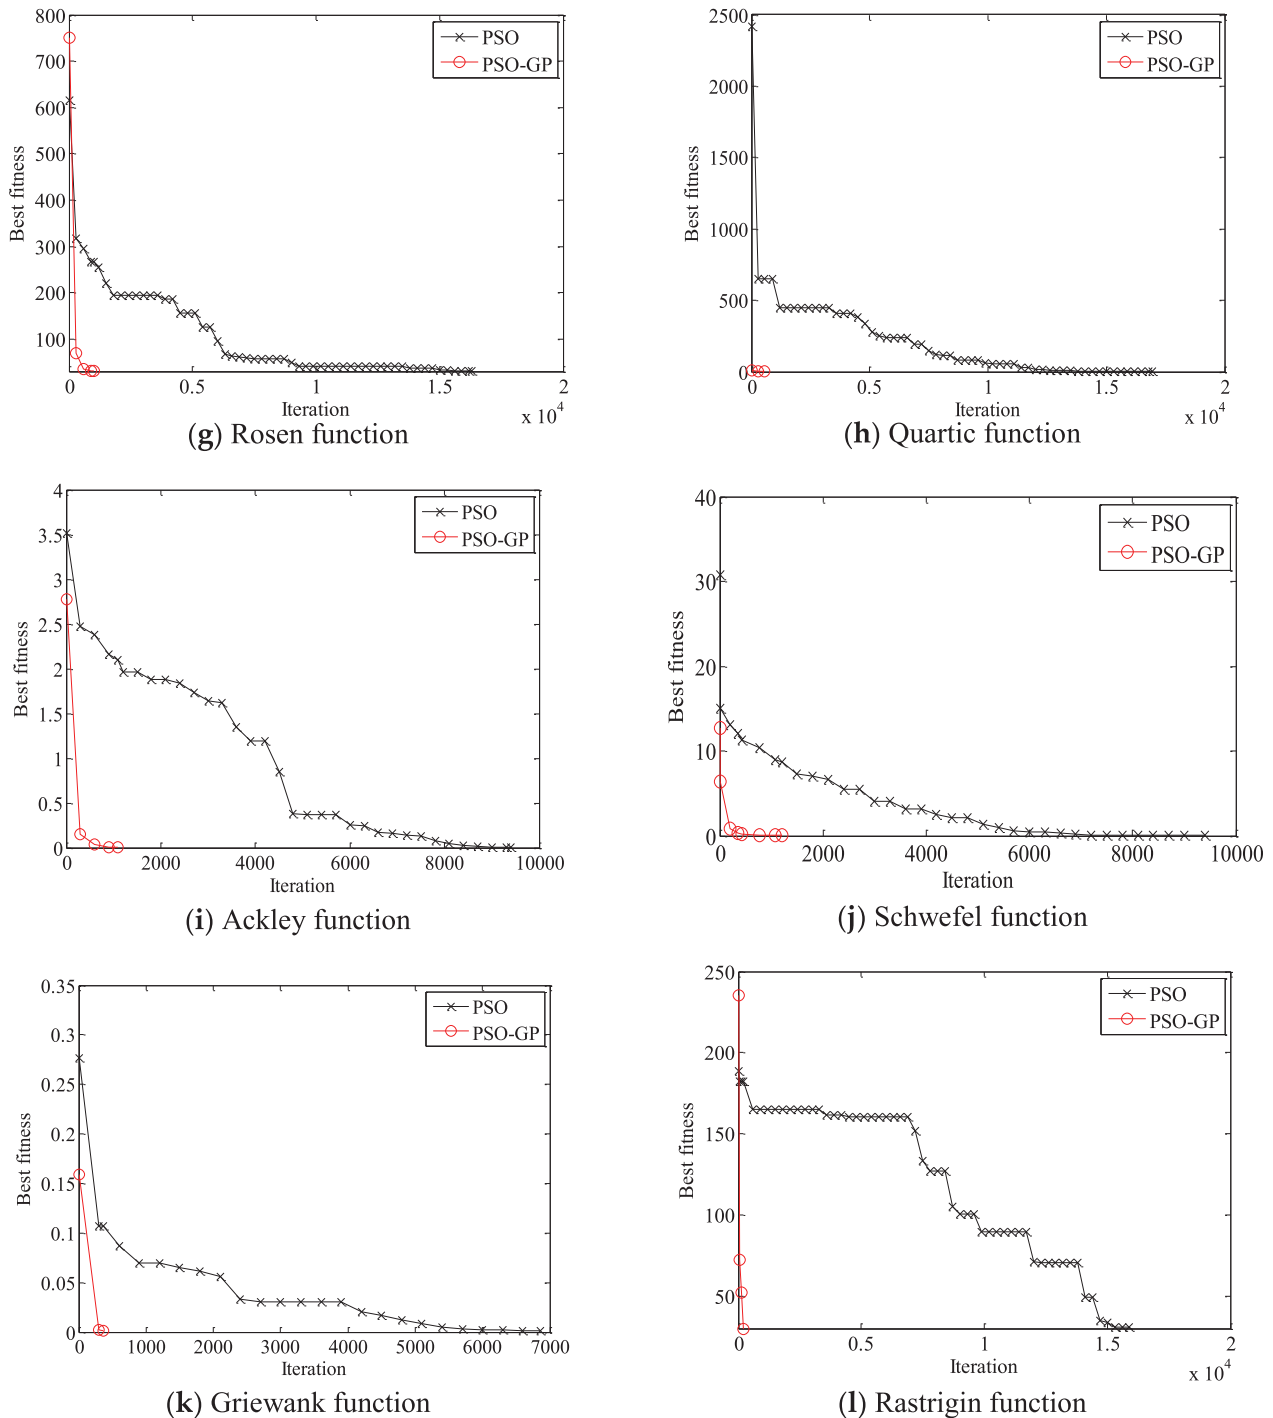 800
700
600
500
400
300
200
100
Best fitness
PSO
PSO-GP
0
0.5
1
1.5
2
x 10⁴
Iteration
(g) Rosen function
2500
2000
1500
1000
500
0
Best fitness
PSO
PSO-GP
0
0.5
1
1.5
2
x 10⁴
Iteration
(h) Quartic function
4
3.5
3
2.5
2
1.5
1
0.5
0
Best fitness
PSO
PSO-GP
0
2000
4000
6000
8000
10000
Iteration
(i) Ackley function
40
30
20
10
0
Best fitness
PSO
PSO-GP
0
2000
4000
6000
8000
10000
Iteration
(j) Schwefel function
0.35
0.3
0.25
0.2
0.15
0.1
0.05
0
Best fitness
PSO
PSO-GP
0
1000
2000
3000
4000
5000
6000
7000
Iteration
(k) Griewank function
250
200
150
100
50
Best fitness
PSO
PSO-GP
0
0.5
1
1.5
2
x 10⁴
Iteration
(l) Rastrigin function